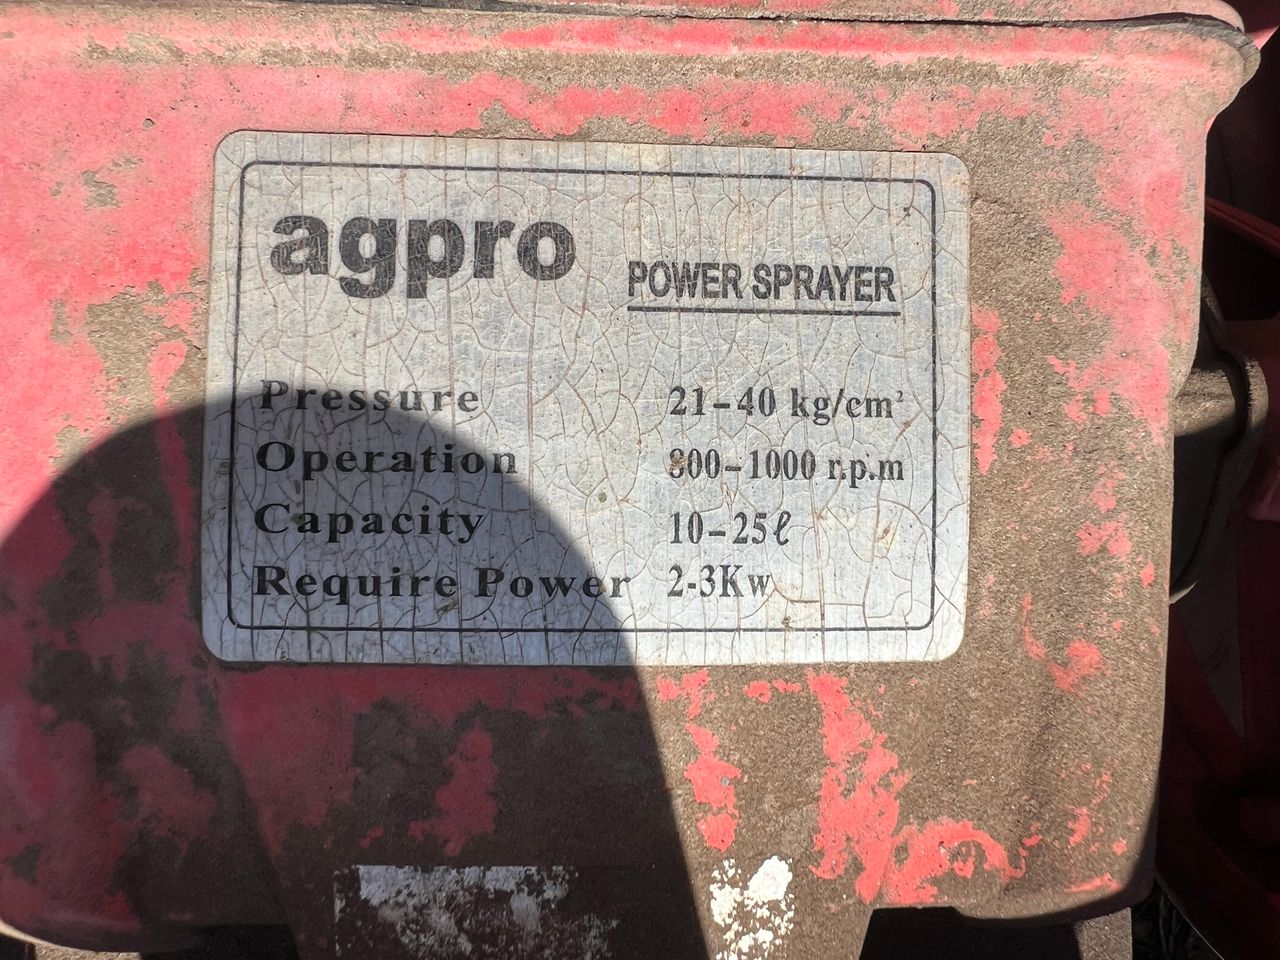 agpro
POWER SPRAYER
Pressure 21-40 kg/cm²
Operation 800-1000 r.p.m
Capacity 10-25ℓ
Require Power 2-3Kw